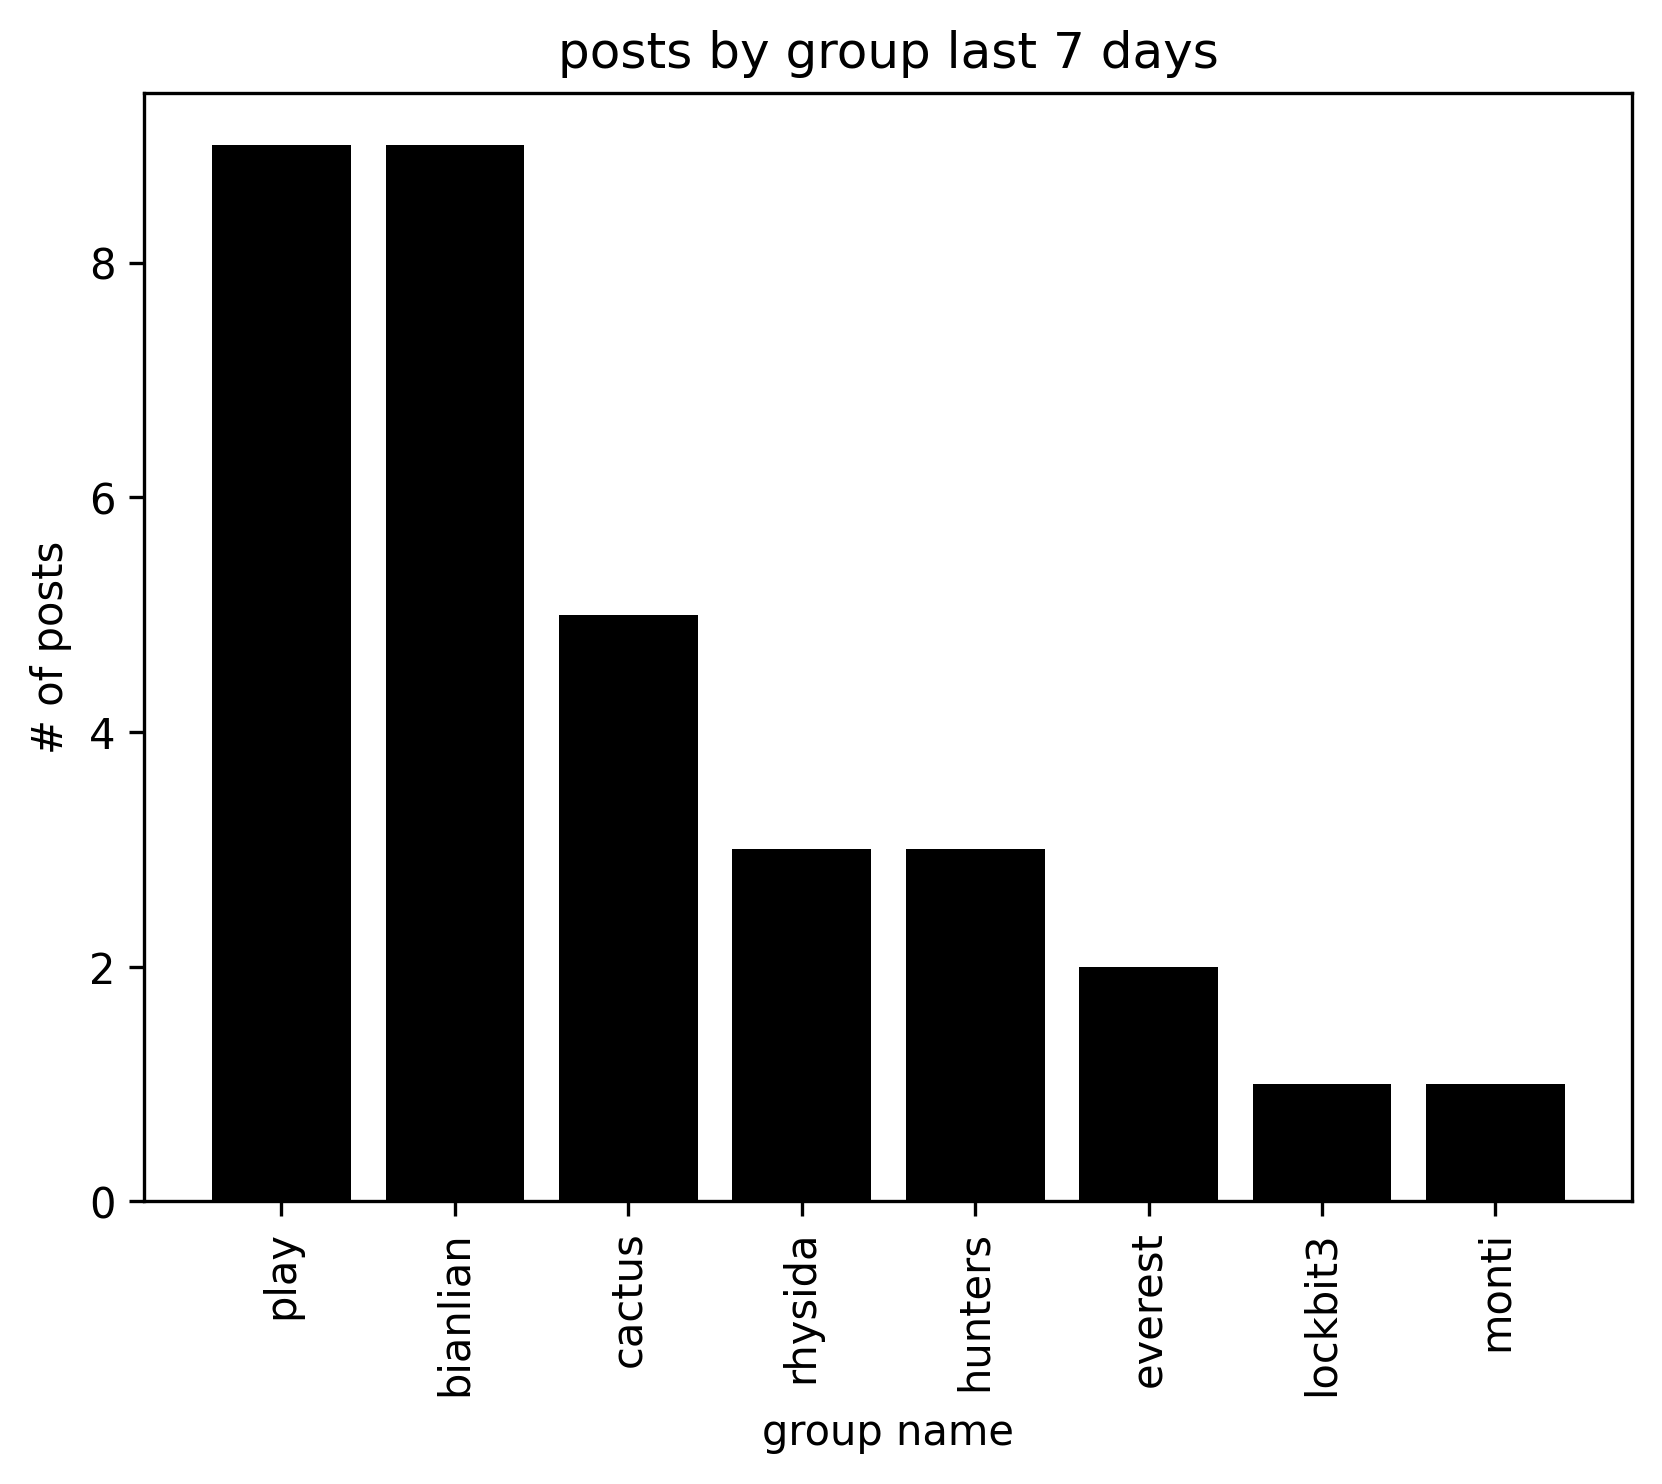 posts by group last 7 days
# of posts
8
6
4
2
0
play
bianlian
cactus
rhysida
hunters
everest
lockbit3
monti
group name